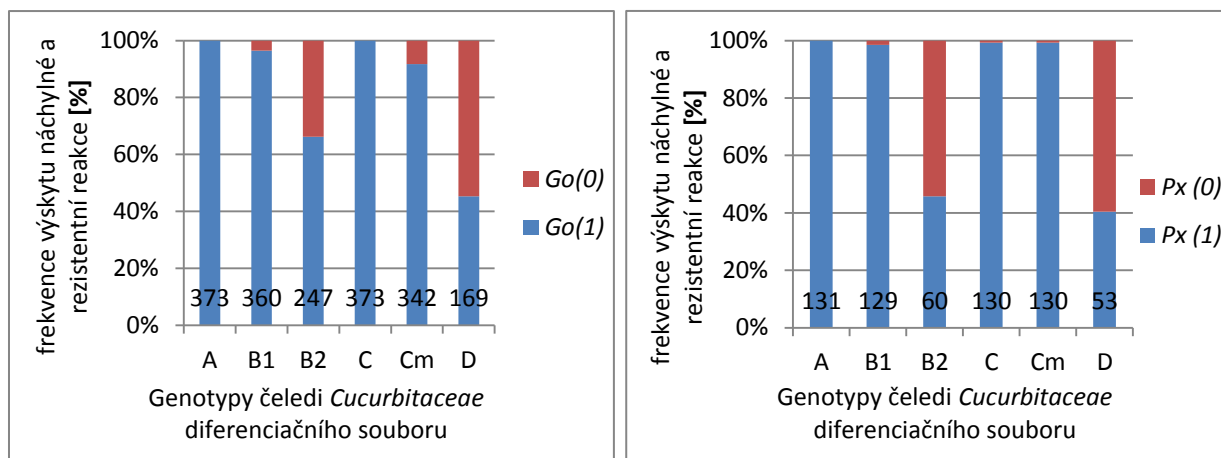 frekvence výskytu náchylné a
rezistentní reakce [%]
100%
80%
60%
40%
20%
0%
373 360 247 373 342 169
A B1 B2 C Cm D
Genotypy čeledi Cucurbitaceae
diferenciačního souboru
Go(0)
Go(1)
frekvence výskytu náchylné a
rezistentní reakce [%]
100%
80%
60%
40%
20%
0%
131 129 60 130 130 53
A B1 B2 C Cm D
Genotypy čeledi Cucurbitaceae
diferenciačního souboru
Px (0)
Px (1)